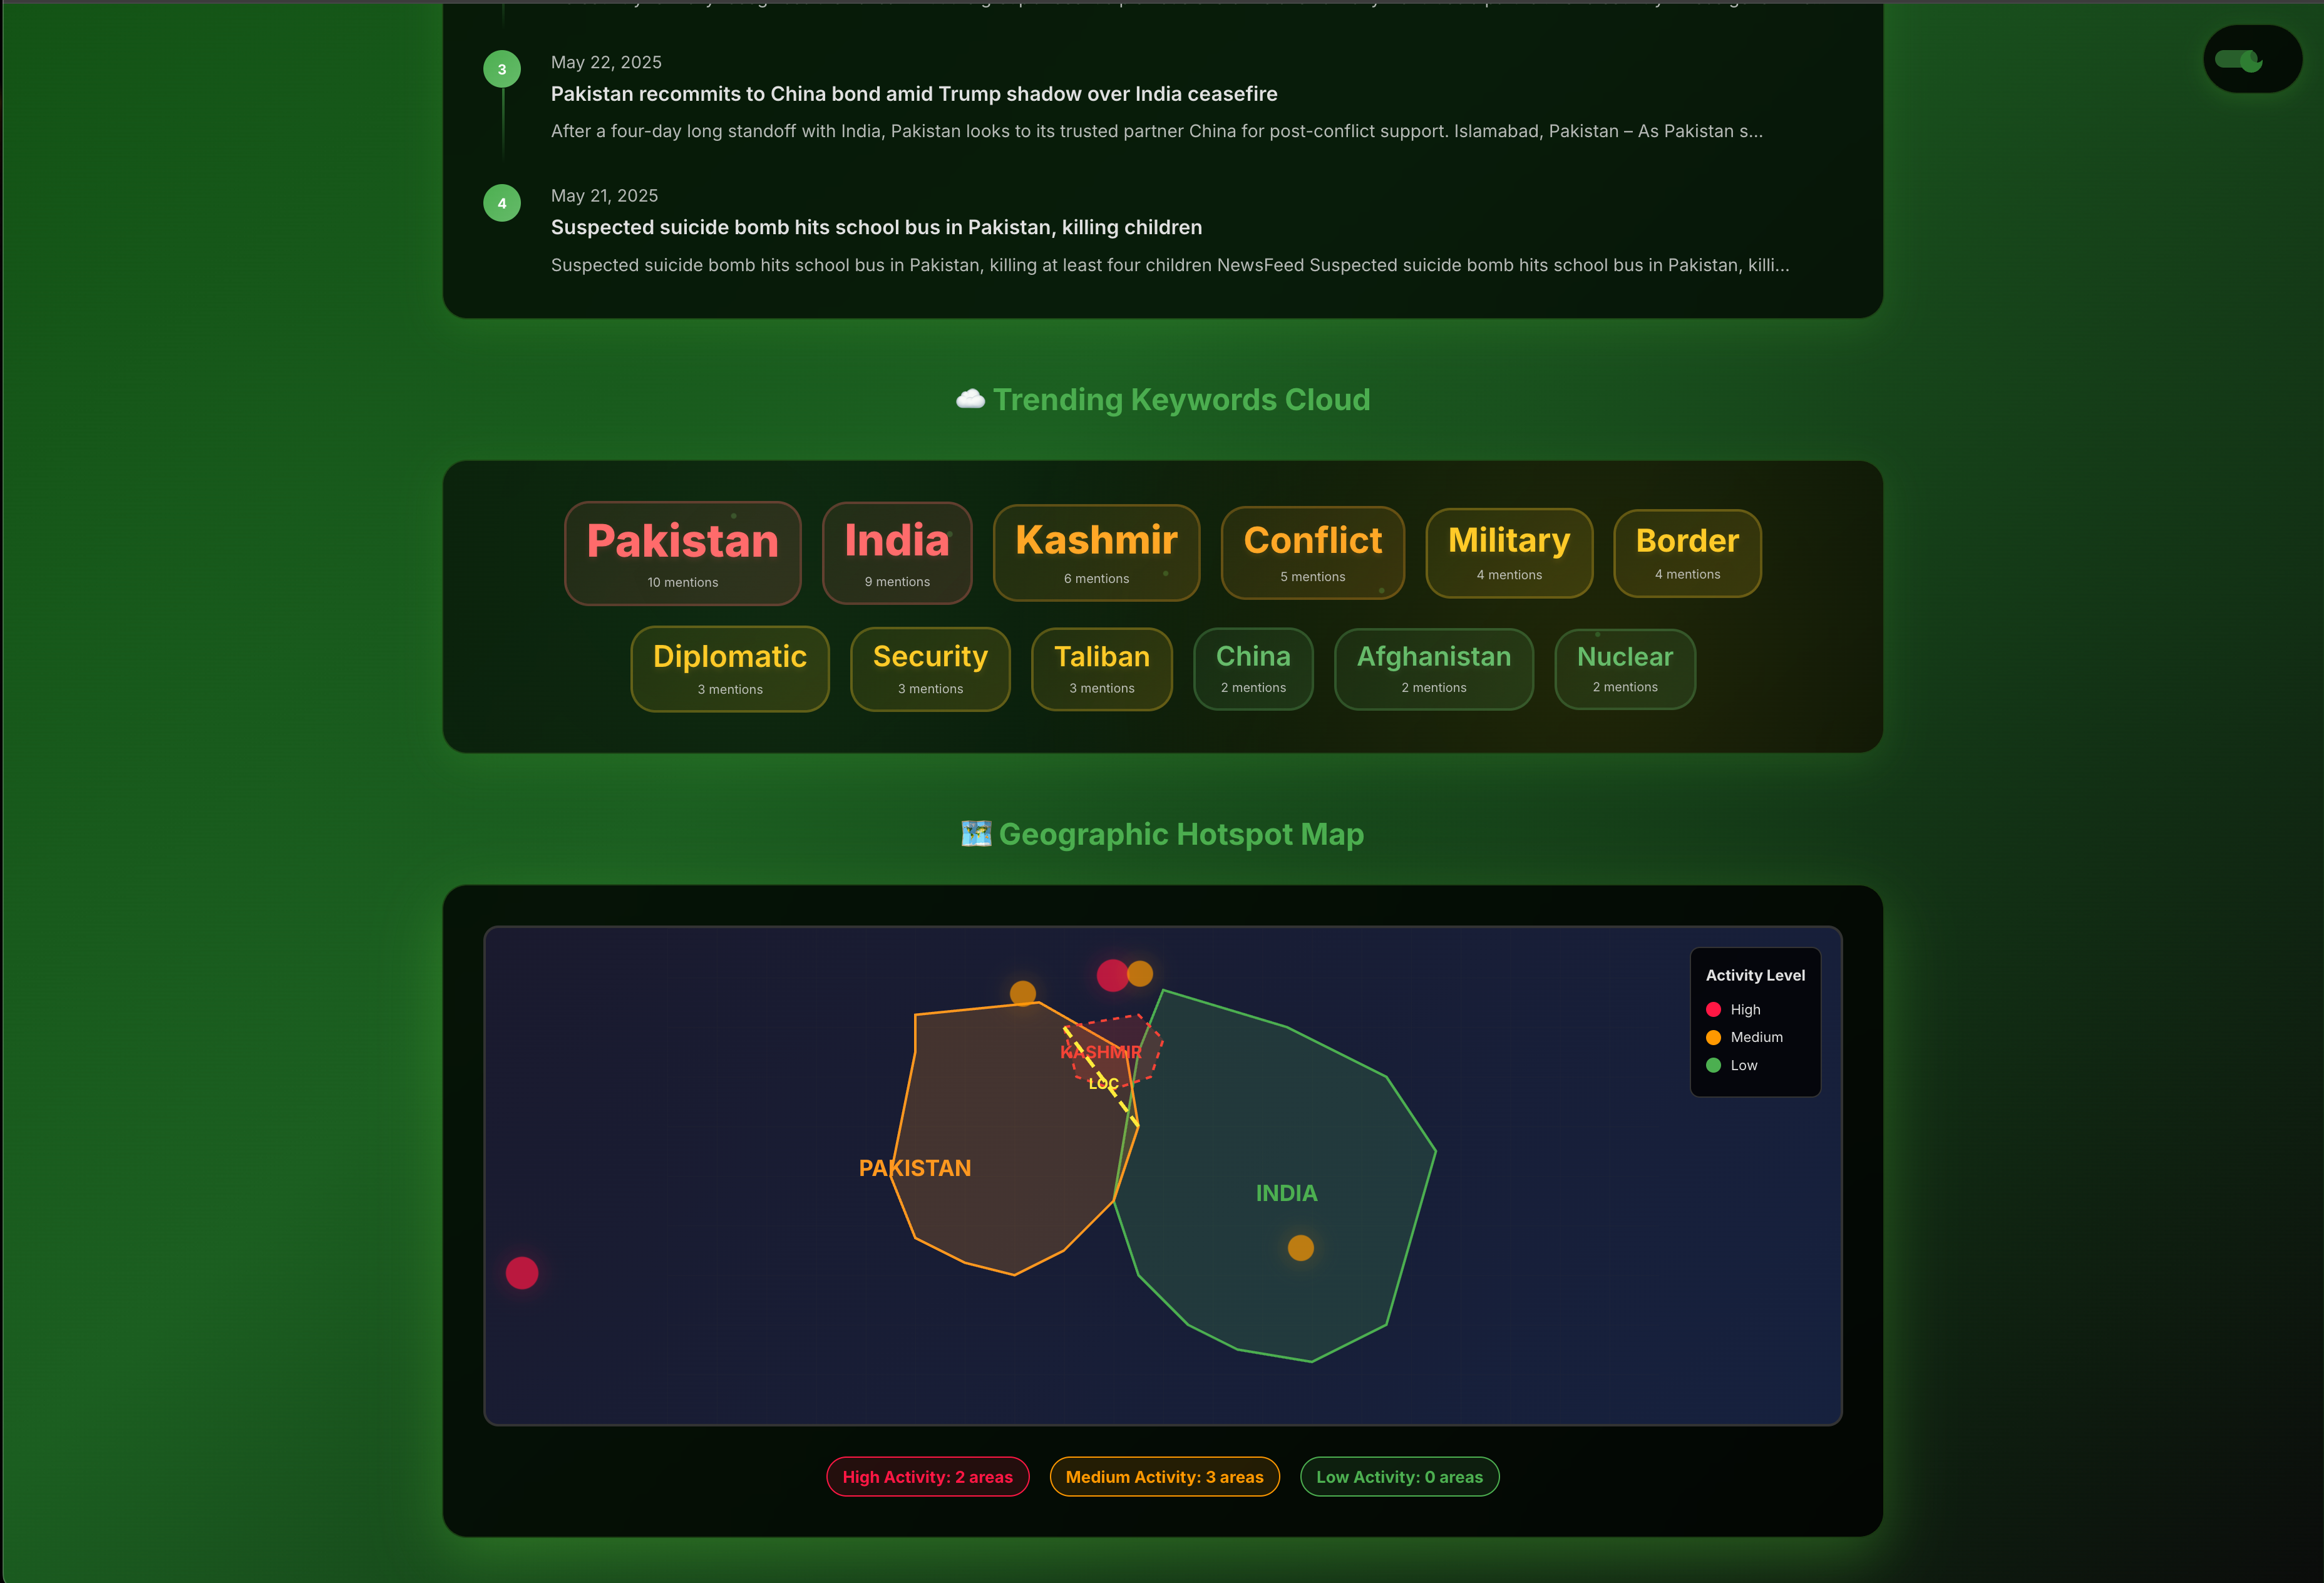 3
May 22, 2025
Pakistan recommits to China bond amid Trump shadow over India ceasefire
After a four-day long standoff with India, Pakistan looks to its trusted partner China for post-conflict support. Islamabad, Pakistan – As Pakistan s...
4
May 21, 2025
Suspected suicide bomb hits school bus in Pakistan, killing children
Suspected suicide bomb hits school bus in Pakistan, killing at least four children NewsFeed Suspected suicide bomb hits school bus in Pakistan, killi...
Trending Keywords Cloud
Pakistan
10 mentions
India
9 mentions
Kashmir
6 mentions
Conflict
5 mentions
Military
4 mentions
Border
4 mentions
Diplomatic
3 mentions
Security
3 mentions
Taliban
3 mentions
China
2 mentions
Afghanistan
2 mentions
Nuclear
2 mentions
Geographic Hotspot Map
Activity Level
High
Medium
Low
KASHMIR
LOC
PAKISTAN
INDIA
High Activity: 2 areas
Medium Activity: 3 areas
Low Activity: 0 areas